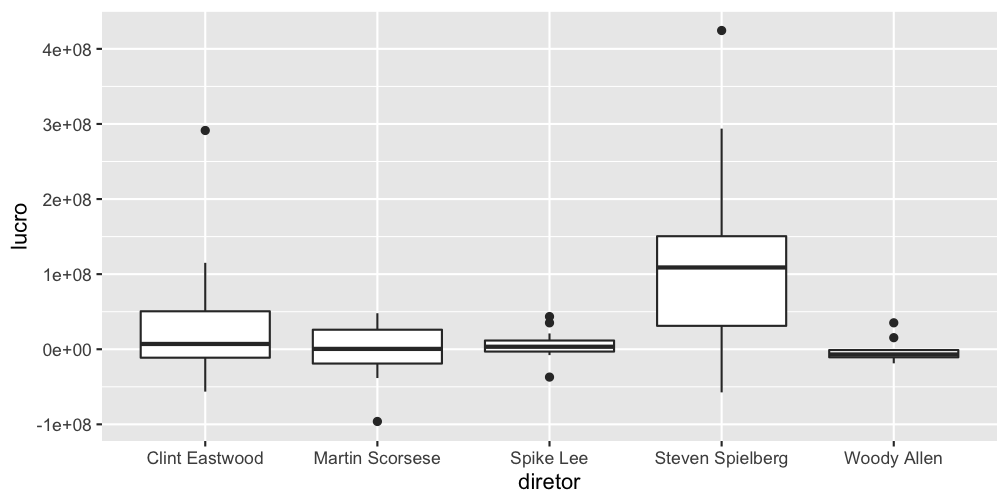 4e+08
3e+08
2e+08
1e+08
0e+00
-1e+08
lucro
Clint Eastwood
Martin Scorsese
Spike Lee
Steven Spielberg
Woody Allen
diretor